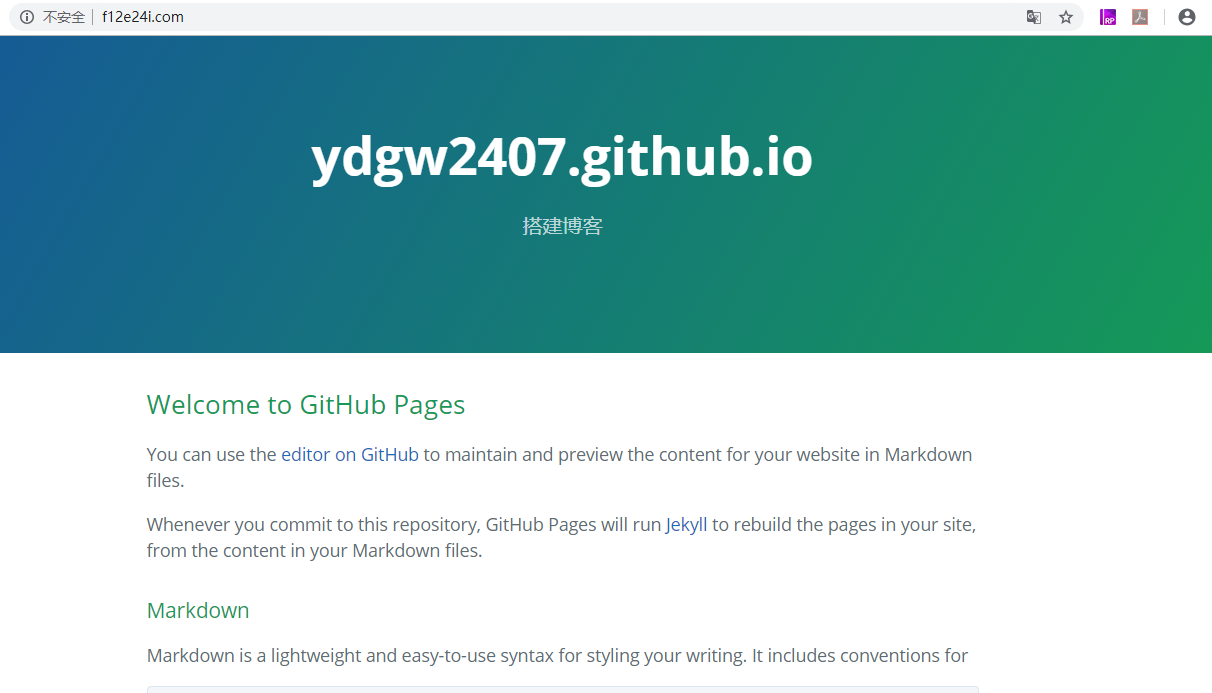 不安全 f12e24i.com
RP
ydgw2407.github.io
搭建博客
Welcome to GitHub Pages
You can use the editor on GitHub to maintain and preview the content for your website in Markdown
files.
Whenever you commit to this repository, GitHub Pages will run Jekyll to rebuild the pages in your site,
from the content in your Markdown files.
Markdown
Markdown is a lightweight and easy-to-use syntax for styling your writing. It includes conventions for